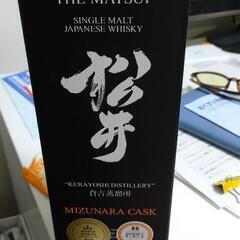 THE MATSUI
SINGLE MALT
JAPANESE WHISKY
松井
"KURAYOSHI DISTILLERY"
倉吉蒸溜所
MIZUNARA CASK